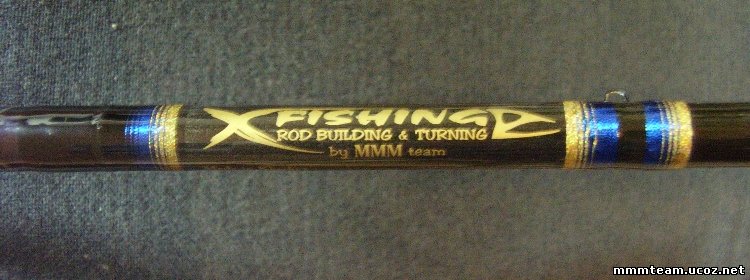 XFISHING
ROD BUILDING & TURNING
by MMM team
mmmteam.ucoz.net